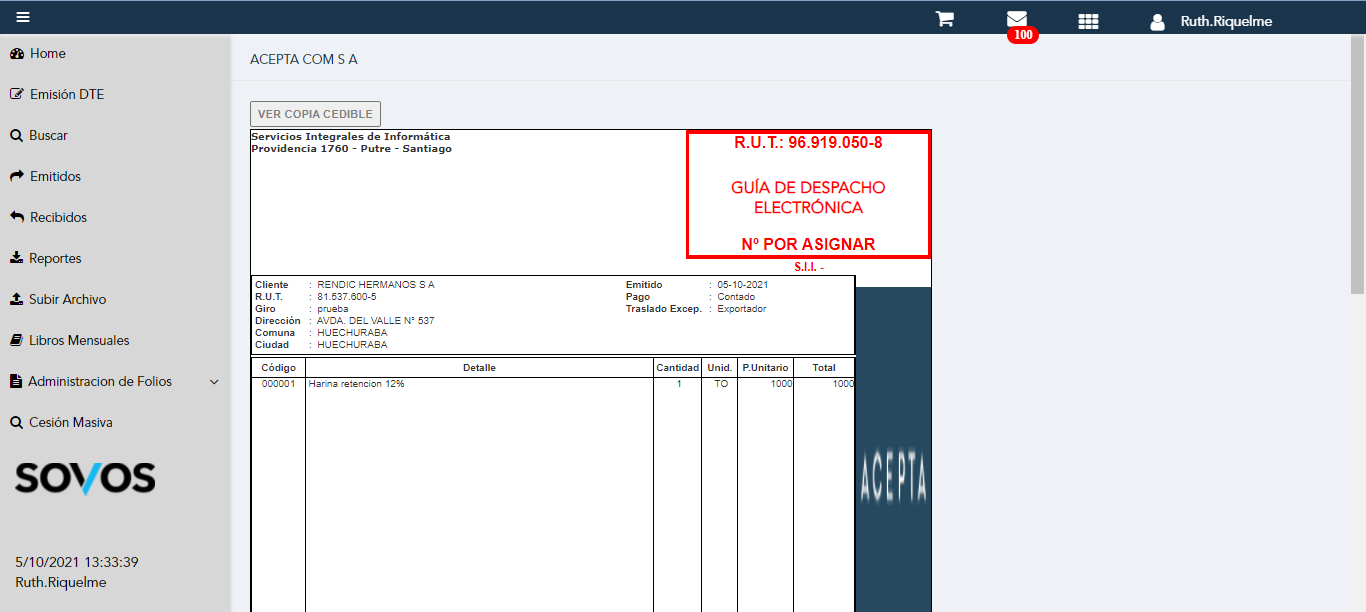 Ruth.Riquelme
100
Home
Emisión DTE
Buscar
Emitidos
Recibidos
Reportes
Subir Archivo
Libros Mensuales
Administracion de Folios
Cesión Masiva
SOVOS
5/10/2021 13:33:39
Ruth.Riquelme
ACEPTA COM S A
VER COPIA CEDIBLE
Servicios Integrales de Informática
Providencia 1760 - Putre - Santiago
R.U.T.: 96.919.050-8
GUÍA DE DESPACHO
ELECTRÓNICA
Nº POR ASIGNAR
S.I.I. -
Cliente : RENDIC HERMANOS S A
R.U.T. : 81.537.600-5
Giro : prueba
Dirección : AVDA. DEL VALLE N° 537
Comuna : HUECHURABA
Ciudad : HUECHURABA
Emitido : 05-10-2021
Pago : Contado
Traslado Excep. : Exportador
Código Detalle Cantidad Unid. P.Unitario Total
000001 Harina retencion 12% 1 TO 1000 1000
ACEPTA